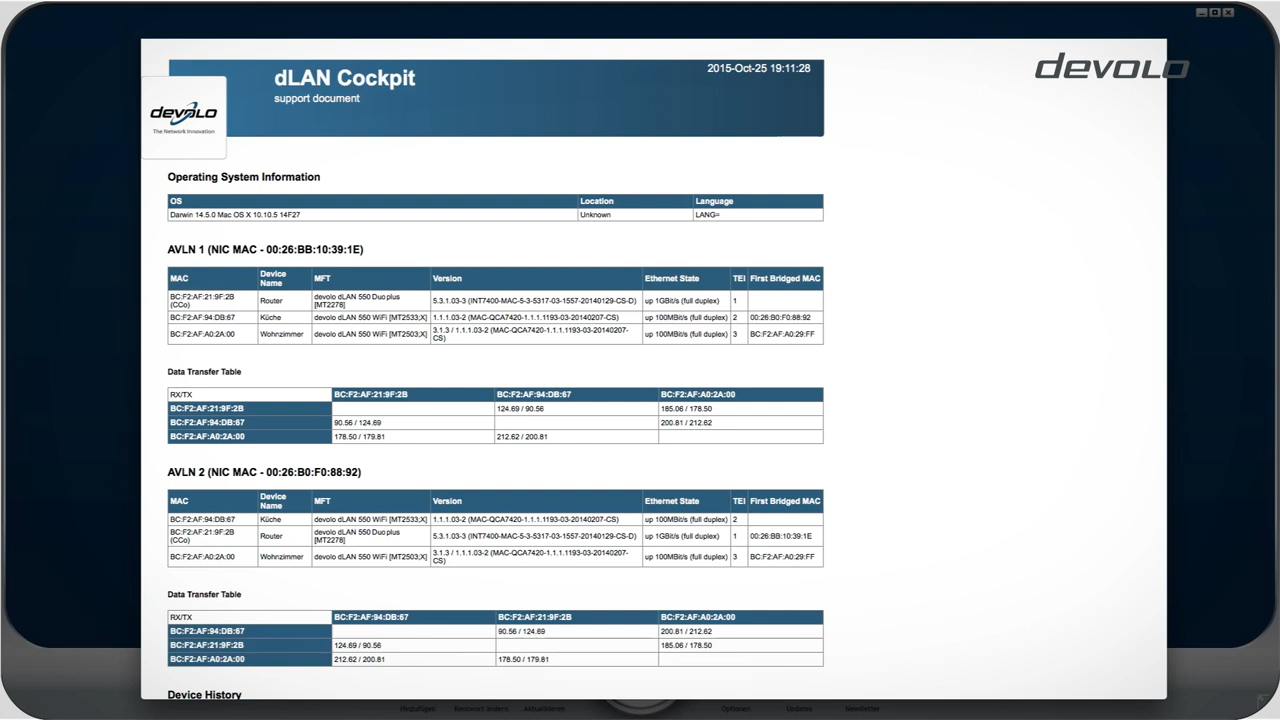 devolo
dLAN Cockpit
2015-Oct-25 19:11:28
support document
devolo
The Network Innovation
Operating System Information
OS Location Language
Darwin 14.5.0 Mac OS X 10.10.5 14F27 Unknown LANG=
AVLN 1 (NIC MAC - 00:26:BB:10:39:1E)
MAC Device Name MFT Version Ethernet State TEI First Bridged MAC
BC:F2:AF:21:9F:2B (CCo) Router devolo dLAN 550 Duo plus [MT2278] 5.3.1.03-3 (INT7400-MAC-5-3-5317-03-1557-20140129-CS-D) up 1GBit/s (full duplex) 1
BC:F2:AF:94:DB:67 Küche devolo dLAN 550 WiFi [MT2533;X] 1.1.1.03-2 (MAC-QCA7420-1.1.1.1193-03-20140207-CS) up 100MBit/s (full duplex) 2 00:26:B0:F0:88:92
BC:F2:AF:A0:2A:00 Wohnzimmer devolo dLAN 550 WiFi [MT2503;X] 3.1.3 / 1.1.1.03-2 (MAC-QCA7420-1.1.1.1193-03-20140207-CS) up 100MBit/s (full duplex) 3 BC:F2:AF:A0:29:FF
Data Transfer Table
RX/TX BC:F2:AF:21:9F:2B BC:F2:AF:94:DB:67 BC:F2:AF:A0:2A:00
BC:F2:AF:21:9F:2B 124.69 / 90.56 185.06 / 178.50
BC:F2:AF:94:DB:67 90.56 / 124.69 200.81 / 212.62
BC:F2:AF:A0:2A:00 178.50 / 179.81 212.62 / 200.81
AVLN 2 (NIC MAC - 00:26:B0:F0:88:92)
MAC Device Name MFT Version Ethernet State TEI First Bridged MAC
BC:F2:AF:94:DB:67 Küche devolo dLAN 550 WiFi [MT2533;X] 1.1.1.03-2 (MAC-QCA7420-1.1.1.1193-03-20140207-CS) up 100MBit/s (full duplex) 2
BC:F2:AF:21:9F:2B (CCo) Router devolo dLAN 550 Duo plus [MT2278] 5.3.1.03-3 (INT7400-MAC-5-3-5317-03-1557-20140129-CS-D) up 1GBit/s (full duplex) 1 00:26:BB:10:39:1E
BC:F2:AF:A0:2A:00 Wohnzimmer devolo dLAN 550 WiFi [MT2503;X] 3.1.3 / 1.1.1.03-2 (MAC-QCA7420-1.1.1.1193-03-20140207-CS) up 100MBit/s (full duplex) 3 BC:F2:AF:A0:29:FF
Data Transfer Table
RX/TX BC:F2:AF:94:DB:67 BC:F2:AF:21:9F:2B BC:F2:AF:A0:2A:00
BC:F2:AF:94:DB:67 90.56 / 124.69 200.81 / 212.62
BC:F2:AF:21:9F:2B 124.69 / 90.56 185.06 / 178.50
BC:F2:AF:A0:2A:00 212.62 / 200.81 178.50 / 179.81
Device History
Hinzufügen Kennwort ändern Aktualisieren Optionen Updates Newsletter